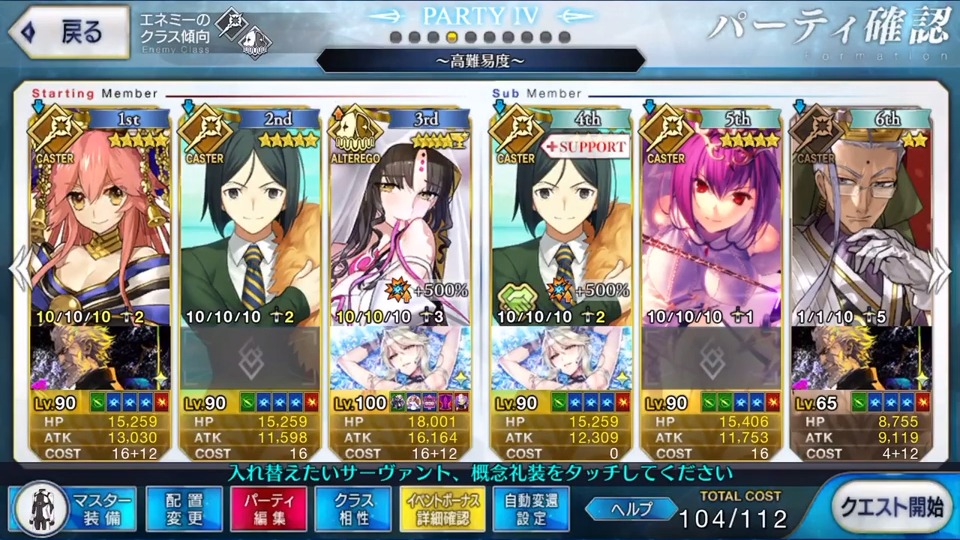 戻る
エネミーの
クラス傾向
Enemy Class
PARTY IV
～高難易度～
パーティ確認
Formation
Starting Member
Sub Member
1st
2nd
3rd
4th
5th
6th
CASTER
CASTER
ALTEREGO
CASTER
CASTER
CASTER
+SUPPORT
+500%
+500%
10/10/10 2
10/10/10 2
10/10/10 3
10/10/10 2
10/10/10 1
1/1/10 5
Lv.90
Lv.90
Lv.100
Lv.90
Lv.90
Lv.65
HP 15,259
HP 15,259
HP 18,001
HP 15,259
HP 15,406
HP 8,755
ATK 13,030
ATK 11,598
ATK 16,164
ATK 12,309
ATK 11,753
ATK 9,119
COST 16+12
COST 16
COST 16+12
COST 0
COST 16
COST 4+12
入れ替えたいサーヴァント、概念礼装をタッチしてください
マスター
装備
配置
変更
パーティ
編集
クラス
相性
イベントボーナス
詳細確認
自動変還
設定
ヘルプ
TOTAL COST
104/112
クエスト開始